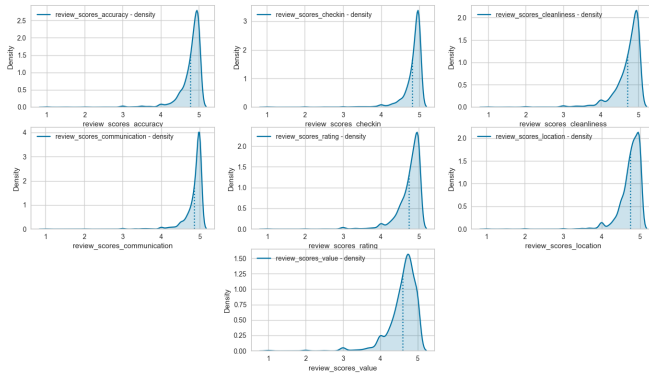 review_scores_accuracy - density
Density
2.5
2.0
1.5
1.0
0.5
0.0
1 2 3 4 5
review_scores_accuracy
review_scores_checkin - density
Density
3
2
1
0
1 2 3 4 5
review_scores_checkin
review_scores_cleanliness - density
Density
2.0
1.5
1.0
0.5
0.0
1 2 3 4 5
review_scores_cleanliness
review_scores_communication - density
Density
4
3
2
1
0
1 2 3 4 5
review_scores_communication
review_scores_rating - density
Density
2.0
1.5
1.0
0.5
0.0
1 2 3 4 5
review_scores_rating
review_scores_location - density
Density
2.0
1.5
1.0
0.5
0.0
1 2 3 4 5
review_scores_location
review_scores_value - density
Density
1.50
1.25
1.00
0.75
0.50
0.25
0.00
1 2 3 4 5
review_scores_value